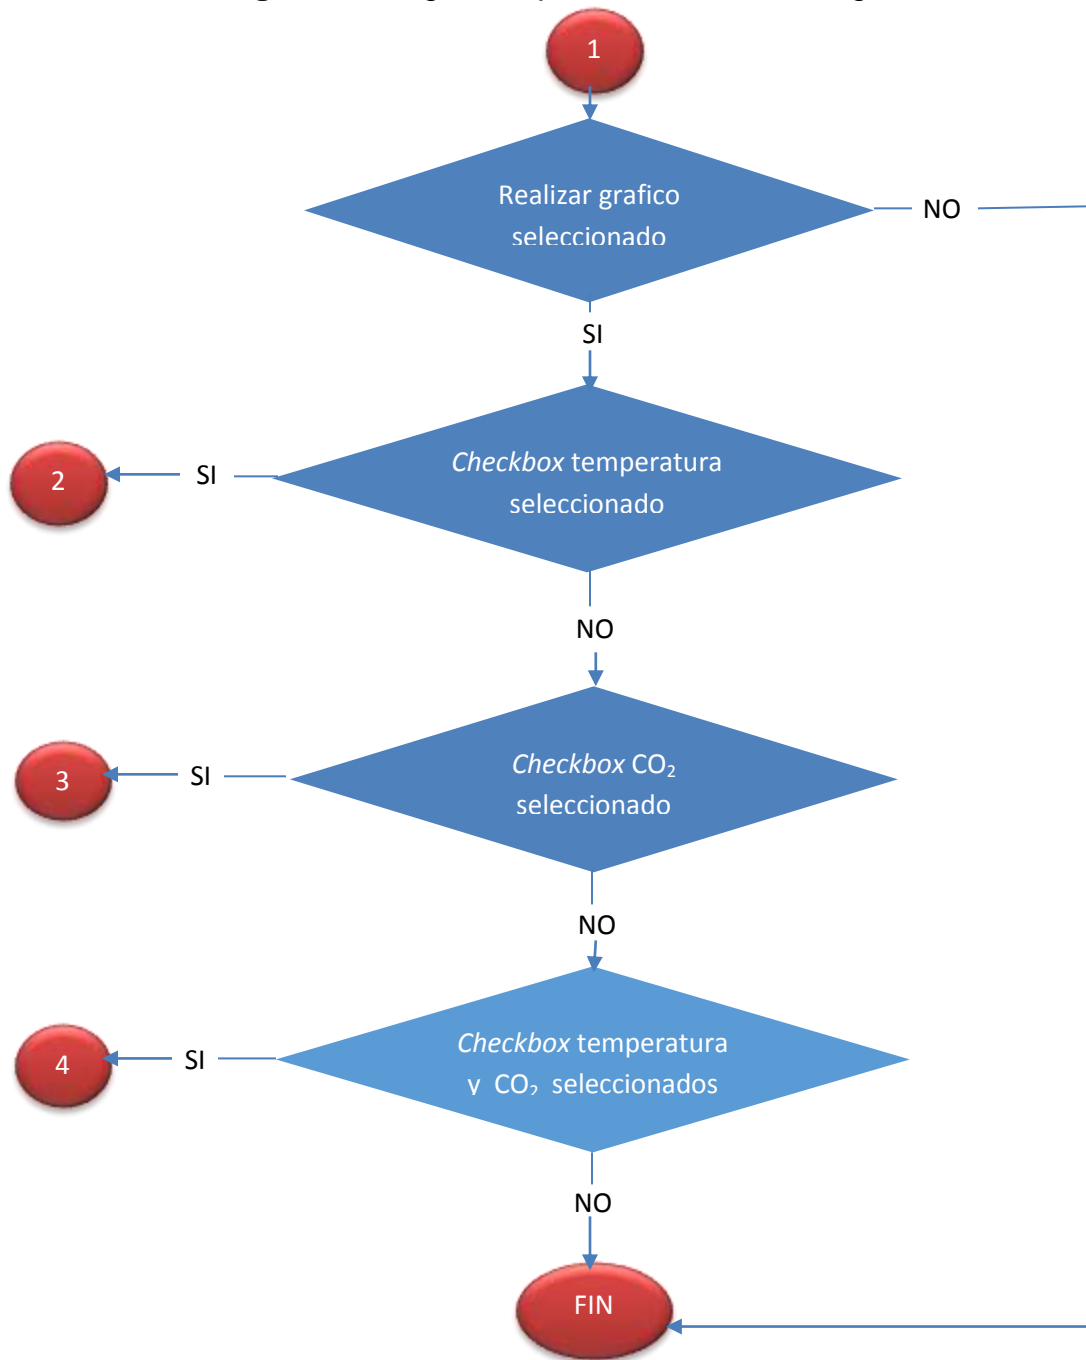 1
Realizar grafico
seleccionado
NO
SI
Checkbox temperatura
seleccionado
SI
2
NO
Checkbox CO₂
seleccionado
SI
3
NO
Checkbox temperatura
y CO₂ seleccionados
SI
4
NO
FIN